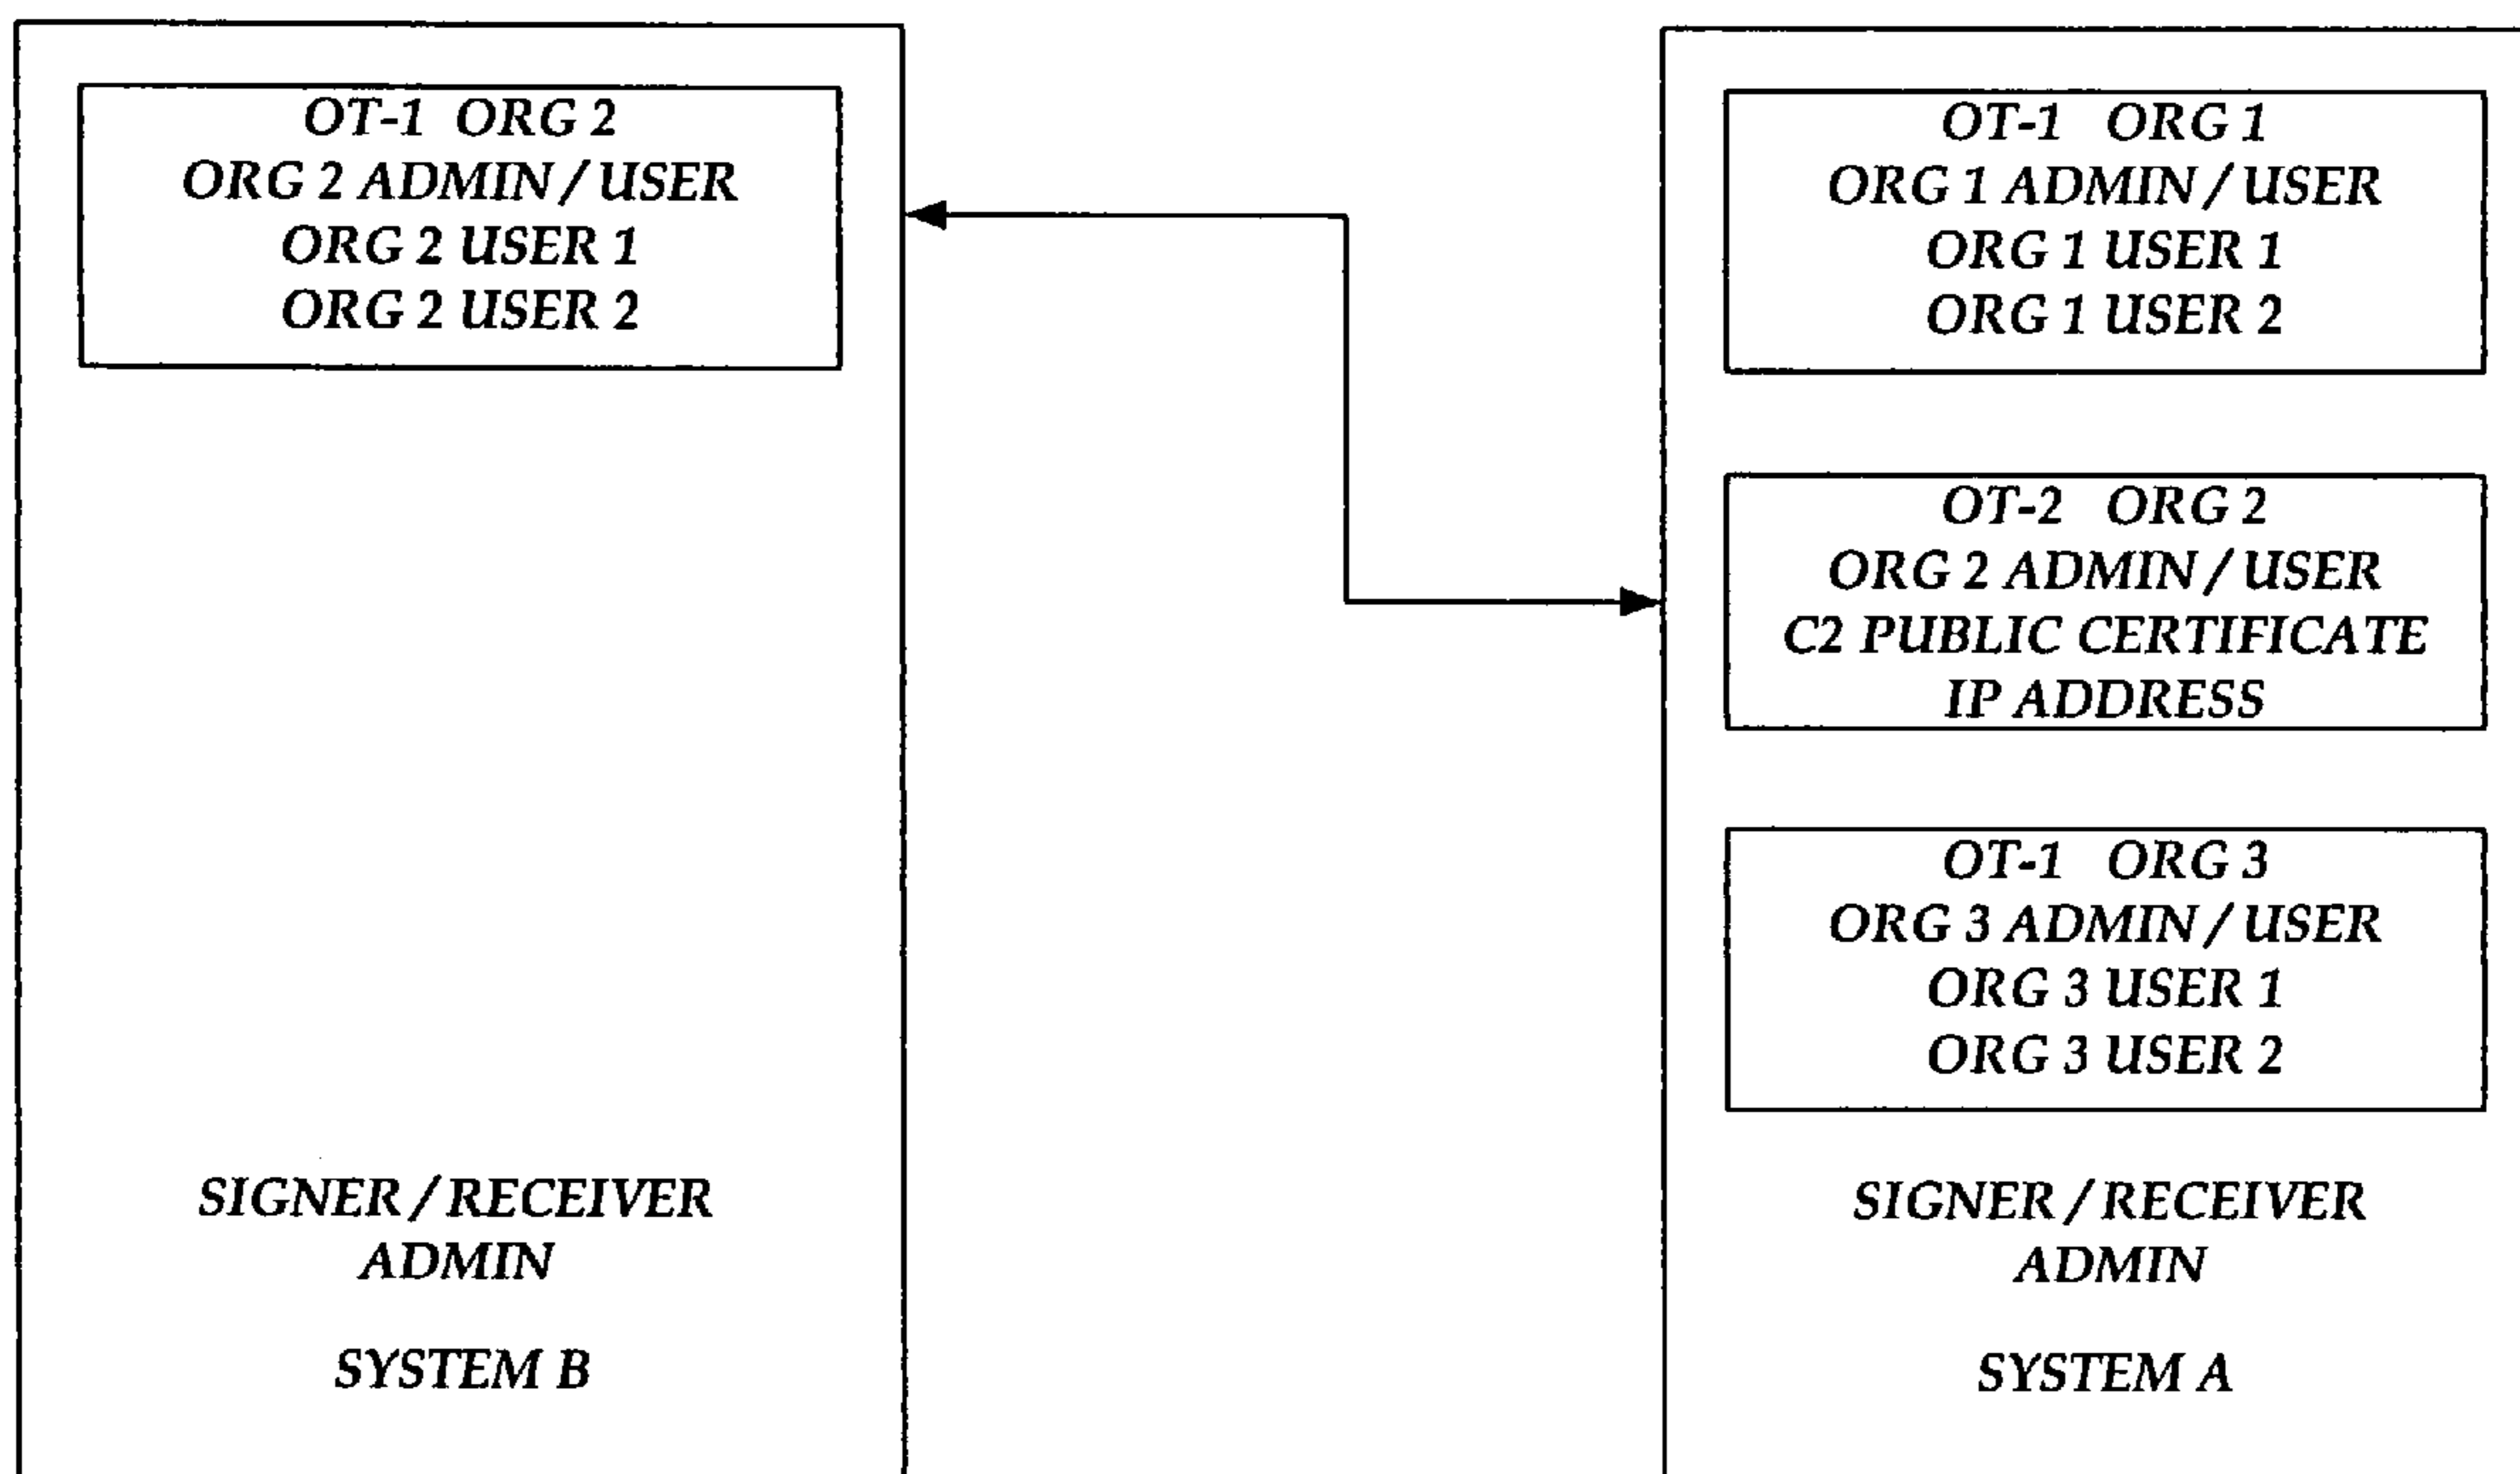 OT-1 ORG 2
ORG 2 ADMIN / USER
ORG 2 USER 1
ORG 2 USER 2
SIGNER / RECEIVER
ADMIN
SYSTEM B
OT-1 ORG 1
ORG 1 ADMIN / USER
ORG 1 USER 1
ORG 1 USER 2
OT-2 ORG 2
ORG 2 ADMIN / USER
C2 PUBLIC CERTIFICATE
IP ADDRESS
OT-1 ORG 3
ORG 3 ADMIN / USER
ORG 3 USER 1
ORG 3 USER 2
SIGNER / RECEIVER
ADMIN
SYSTEM A